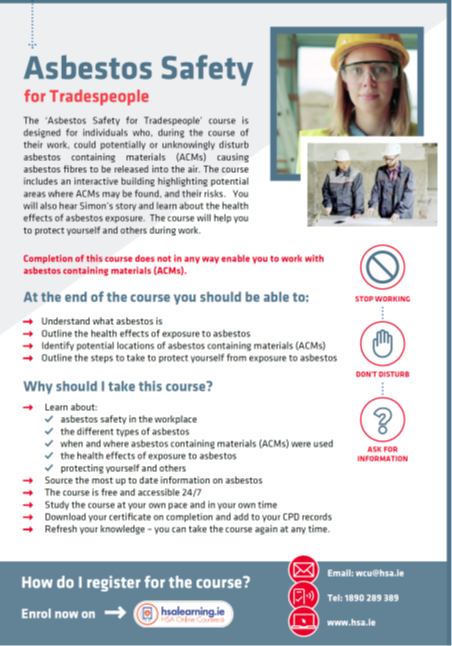 Asbestos Safety
for Tradespeople
The 'Asbestos Safety for Tradespeople' course is
designed for individuals who, during the course of
their work, could potentially or unknowingly disturb
asbestos containing materials (ACMs) causing
asbestos fibres to be released into the air. The course
includes an interactive building highlighting potential
areas where ACMs may be found, and their risks. You
will also hear Simon's story and learn about the health
effects of asbestos exposure. The course will help you
to protect yourself and others during work.
Completion of this course does not in any way enable you to work with
asbestos containing materials (ACMs).
At the end of the course you should be able to:
Understand what asbestos is
Outline the health effects of exposure to asbestos
Identify potential locations of asbestos containing materials (ACMs)
Outline the steps to take to protect yourself from exposure to asbestos
STOP WORKING
DON'T DISTURB
ASK FOR
INFORMATION
Why should I take this course?
Learn about:
asbestos safety in the workplace
the different types of asbestos
when and where asbestos containing materials (ACMs) were used
the health effects of exposure to asbestos
protecting yourself and others
Source the most up to date information on asbestos
The course is free and accessible 24/7
Study the course at your own pace and in your own time
Download your certificate on completion and add to your CPD records
Refresh your knowledge – you can take the course again at any time.
How do I register for the course?
Enrol now on
hsalearning.ie
HSA Online Courses
Email: wcu@hsa.ie
Tel: 1890 289 389
www.hsa.ie